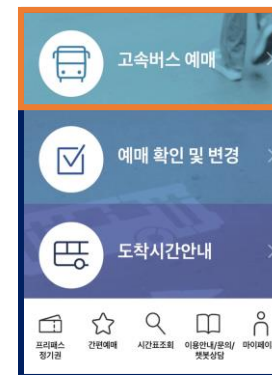 고속버스 예매
예매 확인 및 변경
도착시간안내
프리패스
정기권
간편예매
시간표조회
이용안내/문의/
챗봇상담
마이페이